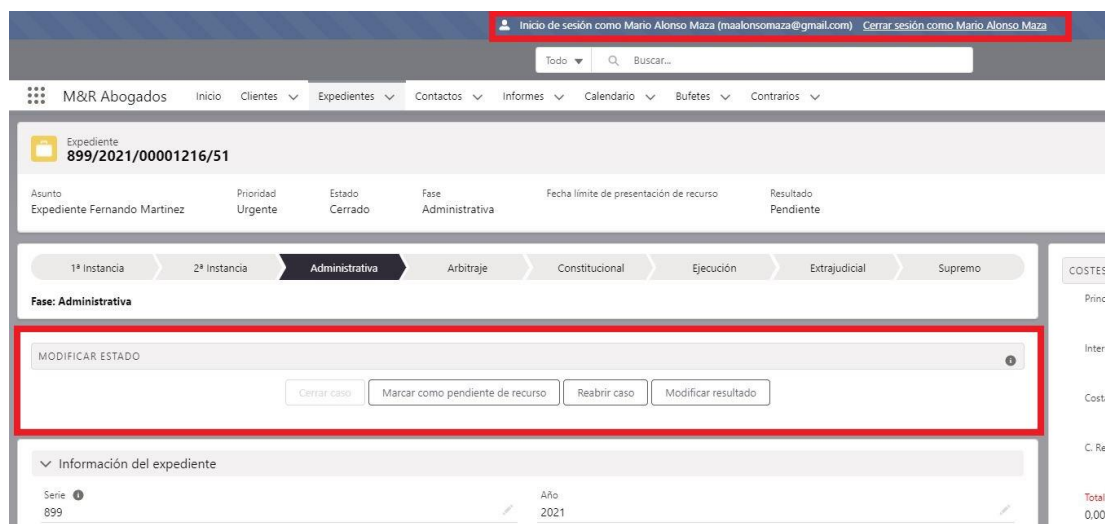 Inicio de sesión como Mario Alonso Maza (maalonsomaza@gmail.com) Cerrar sesión como Mario Alonso Maza
Todo Buscar...
M&R Abogados Inicio Clientes Expedientes Contactos Informes Calendario Bufetes Contrarios
Expediente
899/2021/00001216/51
Asunto Prioridad Estado Fase Fecha límite de presentación de recurso Resultado
Expediente Fernando Martinez Urgente Cerrado Administrativa Pendiente
1ª Instancia 2ª Instancia Administrativa Arbitraje Constitucional Ejecución Extrajudicial Supremo
COSTES
Fase: Administrativa
MODIFICAR ESTADO
Cerrar caso Marcar como pendiente de recurso Reabrir caso Modificar resultado
C. Re
Información del expediente
Serie Año
899 2021
Total
0,00